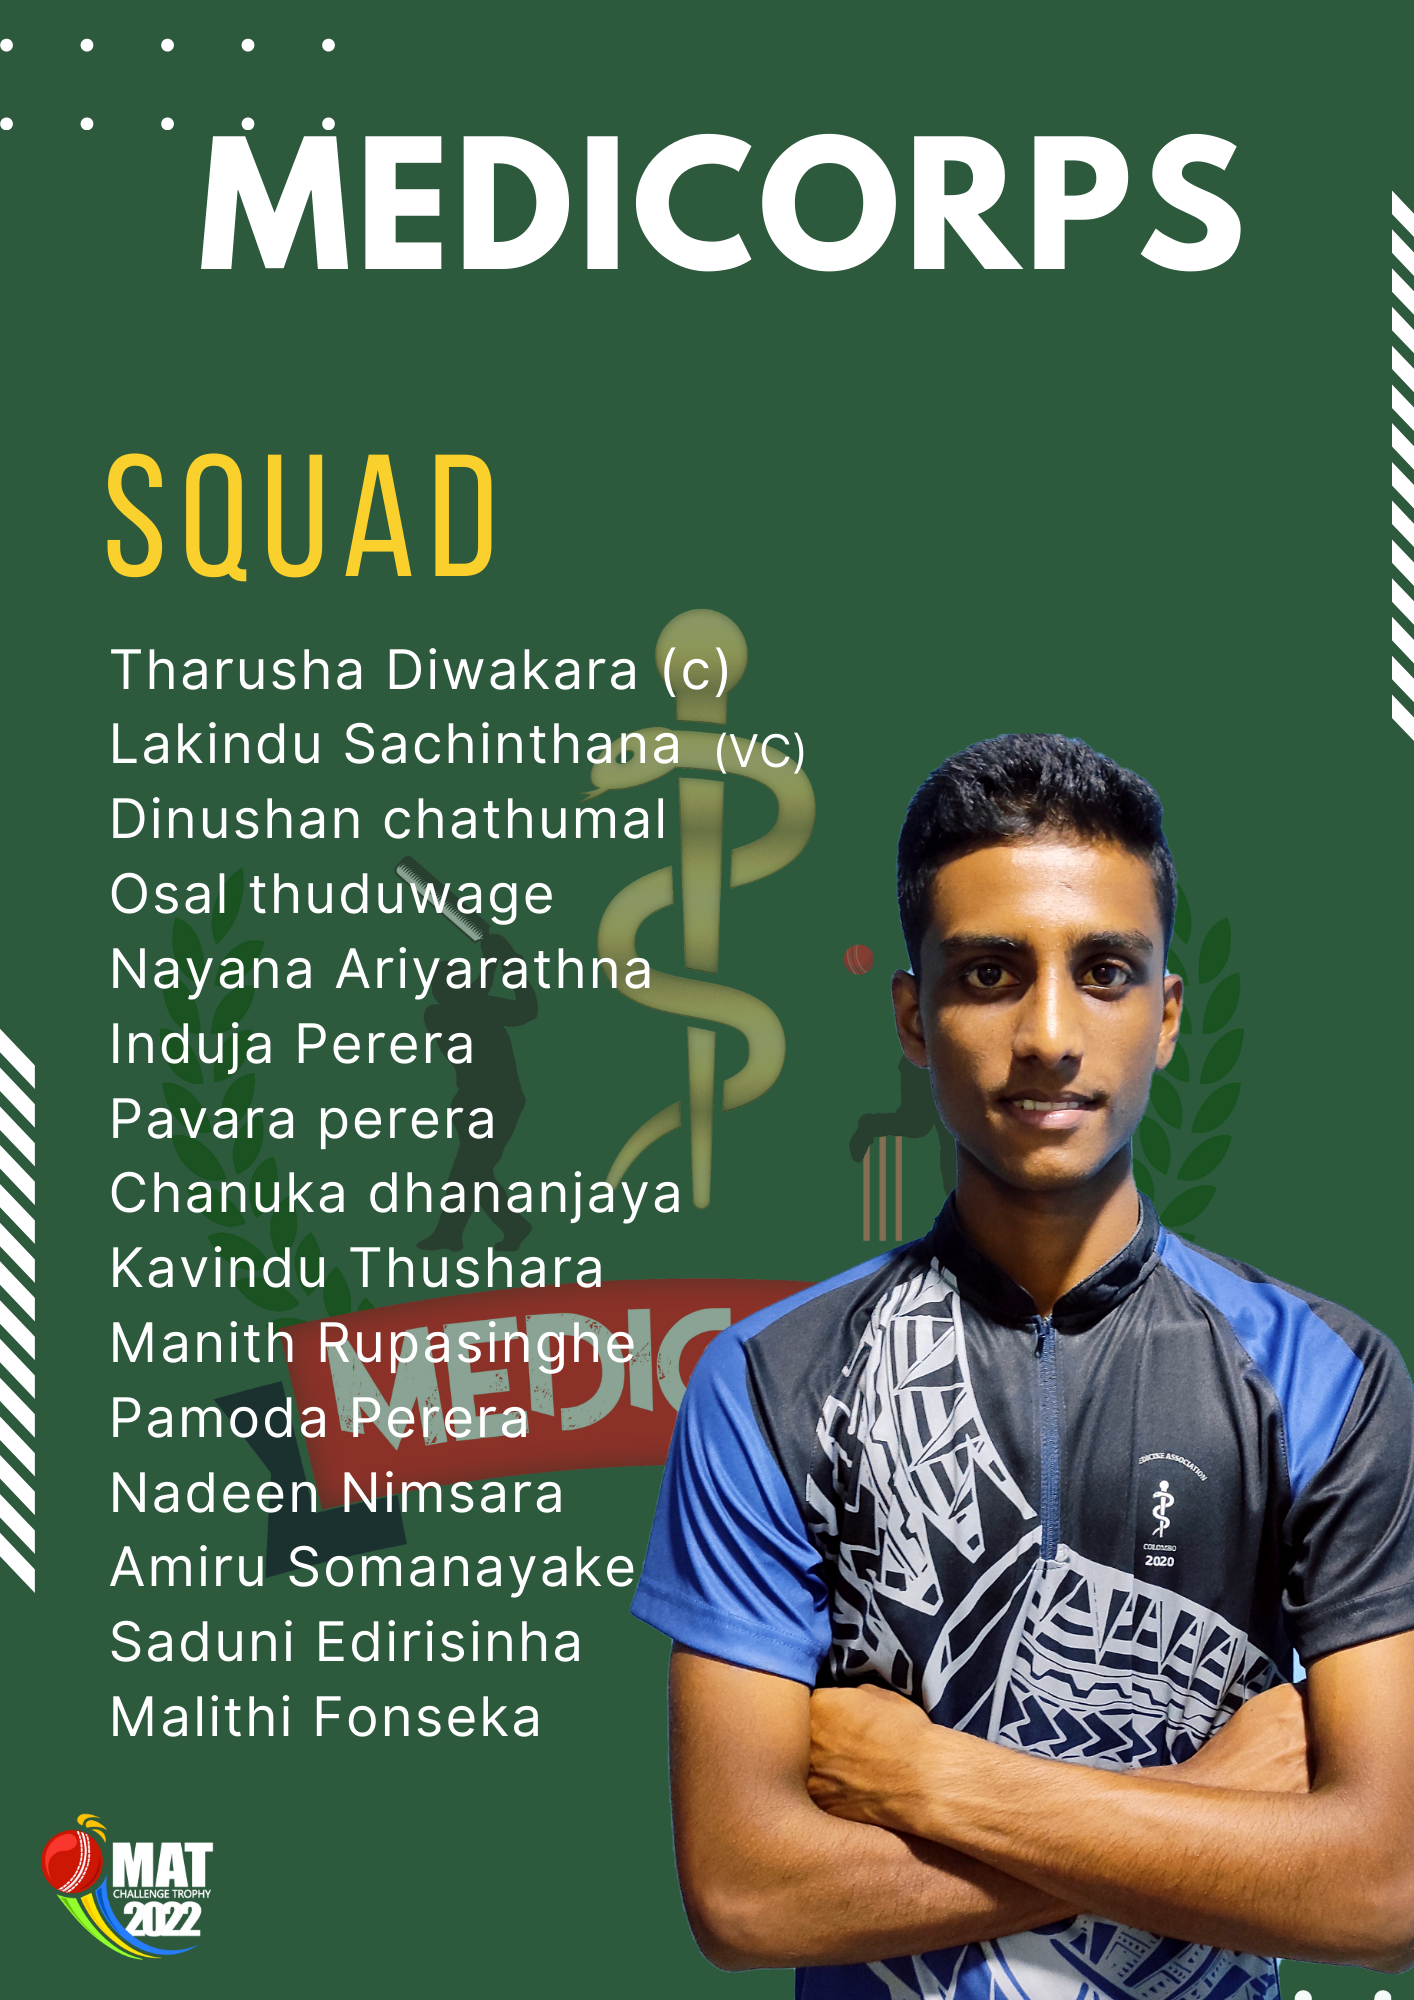 MEDICORPS
SQUAD
Tharusha Diwakara (c)
Lakindu Sachinthana (VC)
Dinushan chathumal
Osal thuduwage
Nayana Ariyarathna
Induja Perera
Pavara perera
Chanuka dhananjaya
Kavindu Thushara
Manith Rupasinghe
Pamoda Perera
Nadeen Nimsara
Amiru Somanayake
Saduni Edirisinha
Malithi Fonseka
MEDIC
EDICINE ASSOCIATION
COLOMBO
2020
MAT
CHALLENGE TROPHY
2022